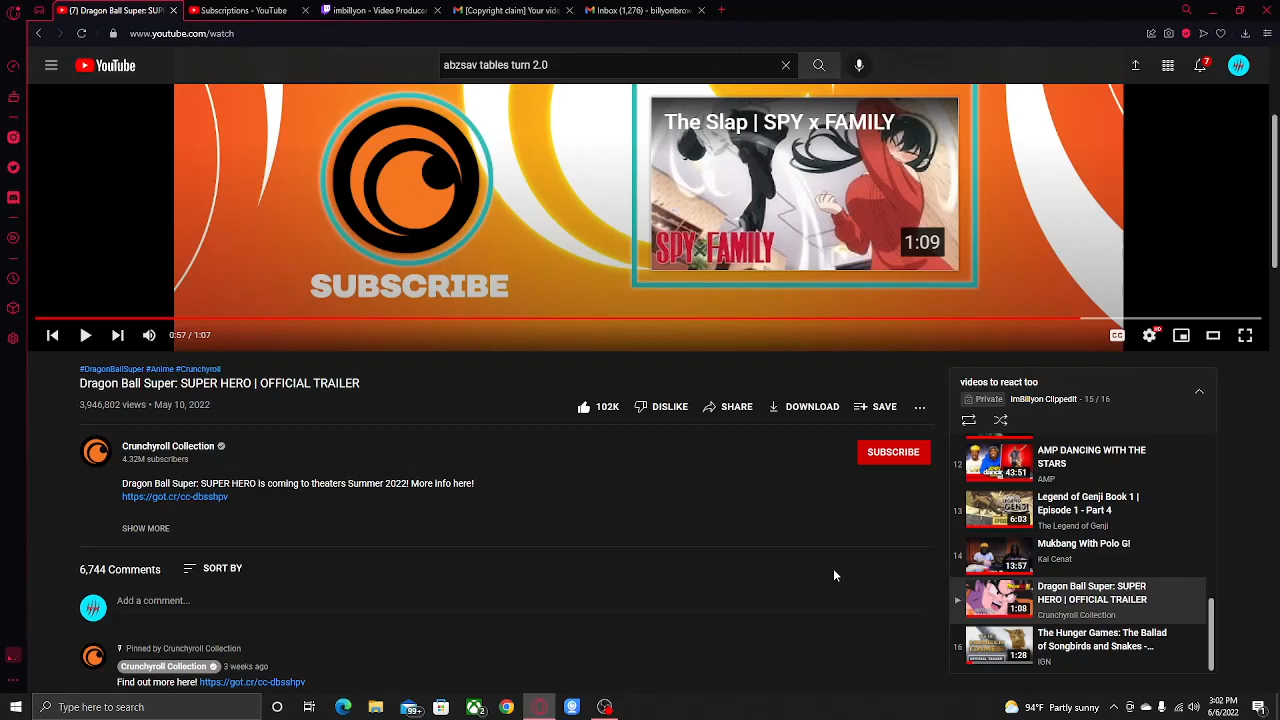 (7) Dragon Ball Super: SUP
Subscriptions - YouTube
imbillyon - Video Producer
[Copyright claim] Your vide
Inbox (1,276) - billyenbrow
www.youtube.com/watch
YouTube
abzsav tables turn 2.0
7
The Slap | SPY x FAMILY
SPY×FAMILY
1:09
SUBSCRIBE
0:57 / 1:07
CC
HD
#DragonBallSuper #Anime #Crunchyroll
Dragon Ball Super: SUPER HERO | OFFICIAL TRAILER
3,946,802 views • May 10, 2022
102K
DISLIKE
SHARE
DOWNLOAD
SAVE
Crunchyroll Collection
4.32M subscribers
SUBSCRIBE
Dragon Ball Super: SUPER HERO is coming to theaters Summer 2022! More info here!
https://got.cr/cc-dbsshpv
SHOW MORE
6,744 Comments
SORT BY
Add a comment...
Pinned by Crunchyroll Collection
Crunchyroll Collection
3 weeks ago
Find out more here! https://got.cr/cc-dbsshpv
videos to react too
Private
ImBillyon Clippedit - 15 / 16
12
43:51
AMP DANCING WITH THE
STARS
AMP
13
6:03
Legend of Genji Book 1 |
Episode 1 - Part 4
The Legend of Genji
14
13:57
Mukbang With Polo G!
Kai Cenat
1:08
Dragon Ball Super: SUPER
HERO | OFFICIAL TRAILER
Crunchyroll Collection
16
1:28
The Hunger Games: The Ballad
of Songbirds and Snakes -...
IGN
Type here to search
94°F Partly sunny
3:02 PM
6/6/2022